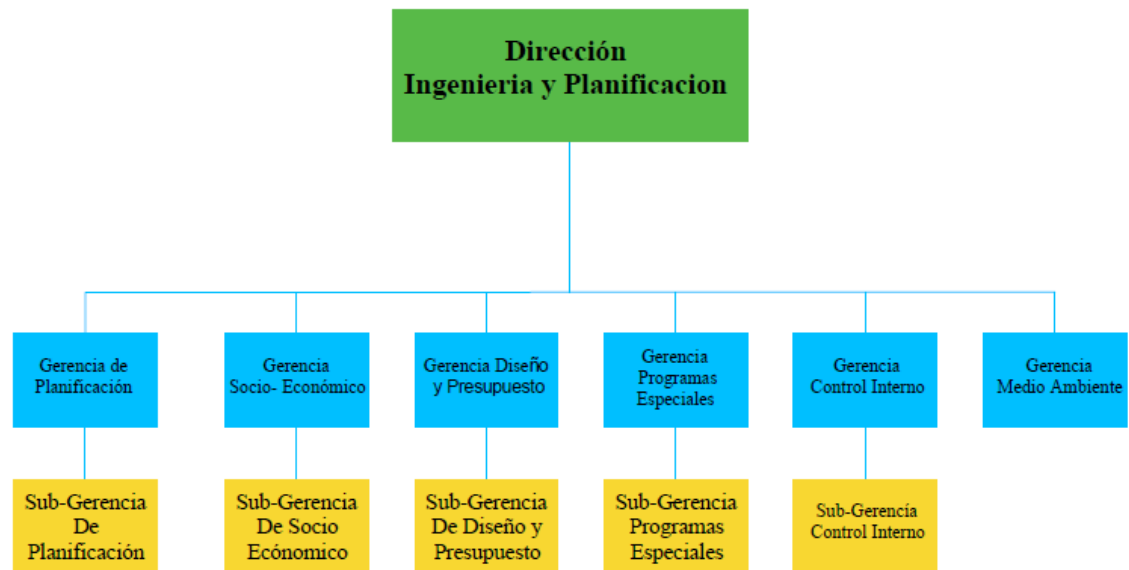 Dirección
Ingenieria y Planificacion
Gerencia de
Planificación
Gerencia
Socio- Económico
Gerencia Diseño
y Presupuesto
Gerencia
Programas
Especiales
Gerencia
Control Interno
Gerencia
Medio Ambiente
Sub-Gerencia
De
Planificación
Sub-Gerencia
De Socio
Ecónomico
Sub-Gerencia
De Diseño y
Presupuesto
Sub-Gerencia
Programas
Especiales
Sub-Gerencía
Control Interno